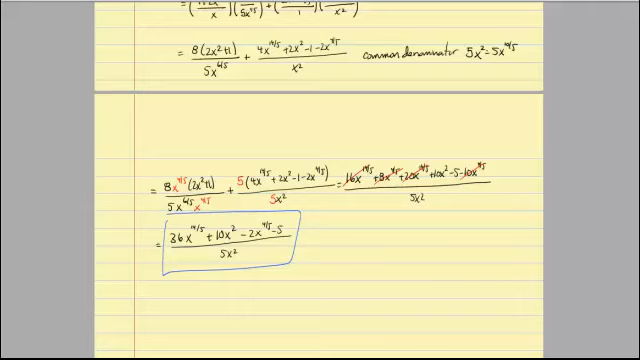 = 8(2x²+1)/5x^(6/5) + (4x^(14/5)+2x²-1-2x^(4/5))/x² common denominator 5x²=5x^(10/5)
= 8x^(4/5)(2x²+1)/5x^(6/5)x^(4/5) + 5(4x^(14/5)+2x²-1-2x^(4/5))/5x² = (16x^(14/5)+8x^(4/5)+20x^(14/5)+10x²-5-10x^(4/5))/5x²
= (36x^(14/5)+10x²-2x^(4/5)-5)/5x²